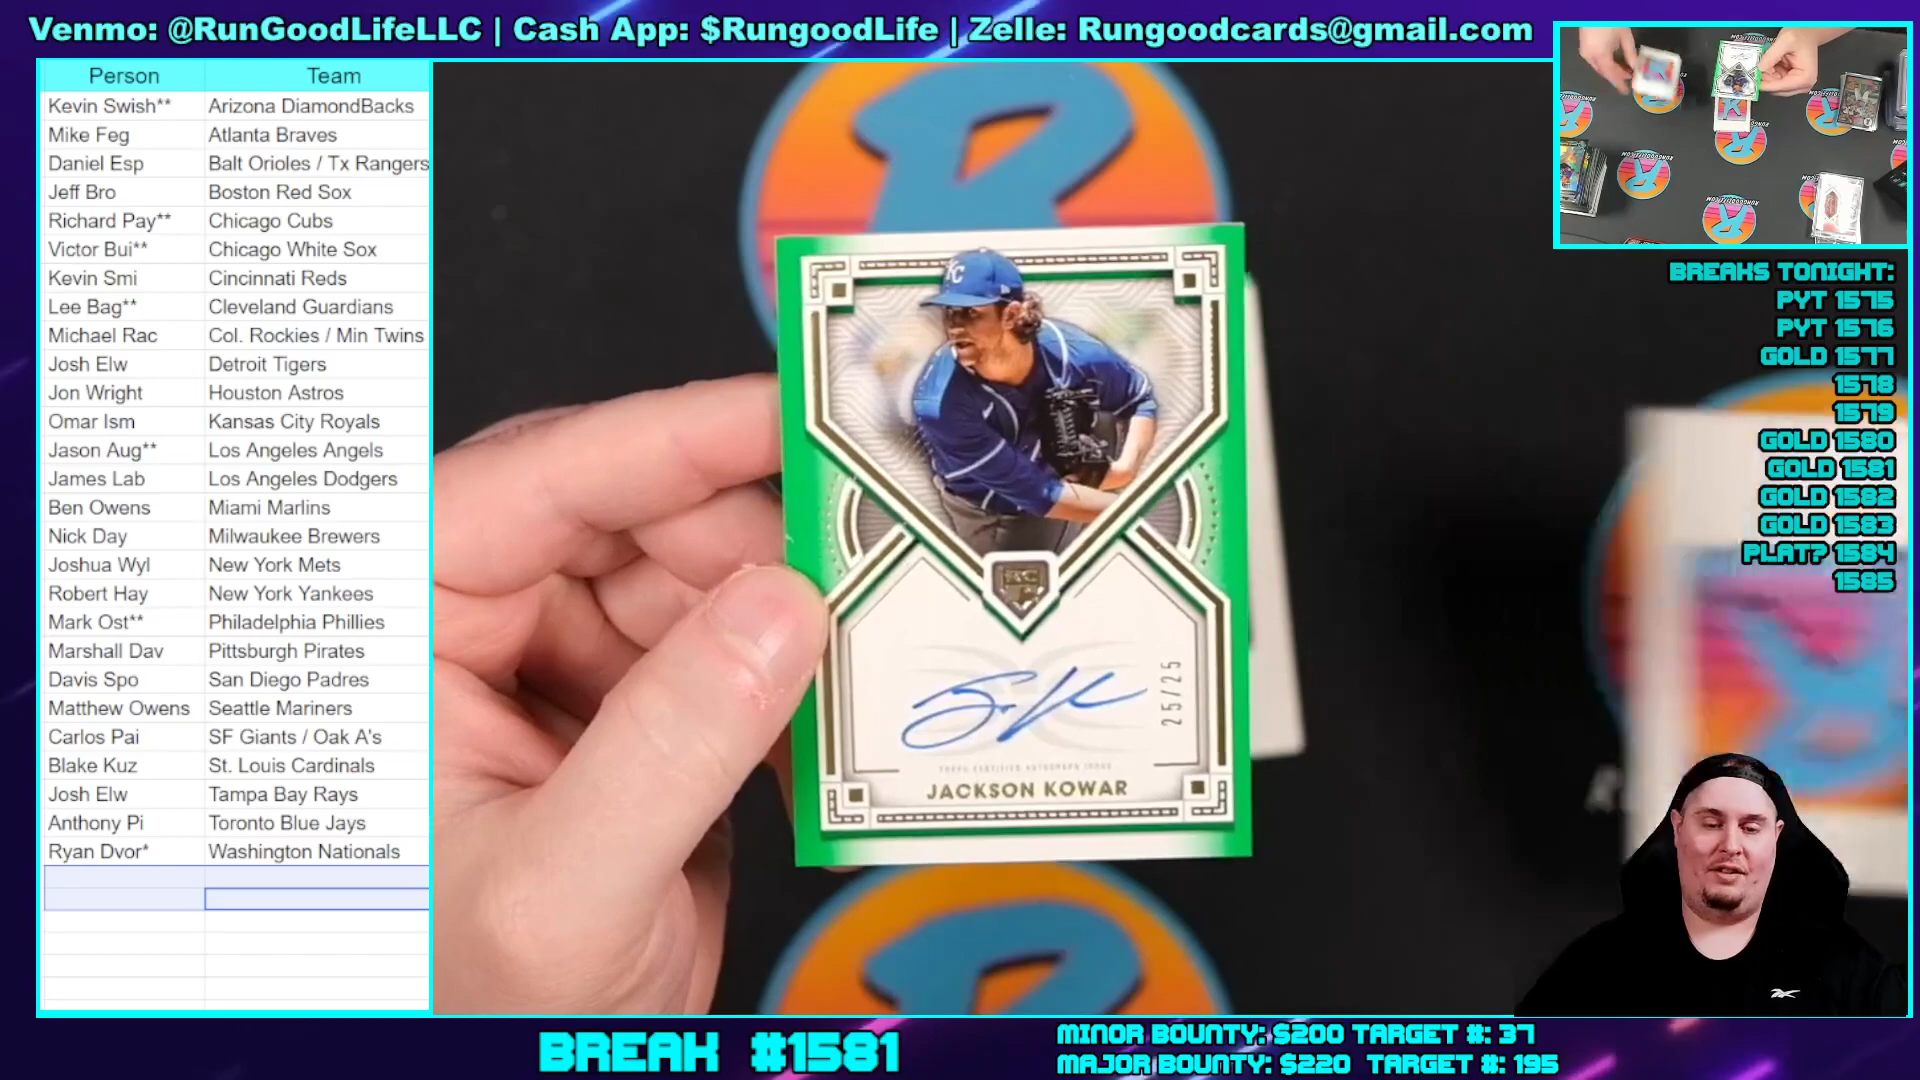 Venmo: @RunGoodLifeLLC | Cash App: $RungoodLife | Zelle: Rungoodcards@gmail.com
Person Team
Kevin Swish** Arizona DiamondBacks
Mike Feg Atlanta Braves
Daniel Esp Balt Orioles / Tx Rangers
Jeff Bro Boston Red Sox
Richard Pay** Chicago Cubs
Victor Bui** Chicago White Sox
Kevin Smi Cincinnati Reds
Lee Bag** Cleveland Guardians
Michael Rac Col. Rockies / Min Twins
Josh Elw Detroit Tigers
Jon Wright Houston Astros
Omar Ism Kansas City Royals
Jason Aug** Los Angeles Angels
James Lab Los Angeles Dodgers
Ben Owens Miami Marlins
Nick Day Milwaukee Brewers
Joshua Wyl New York Mets
Robert Hay New York Yankees
Mark Ost** Philadelphia Phillies
Marshall Dav Pittsburgh Pirates
Davis Spo San Diego Padres
Matthew Owens Seattle Mariners
Carlos Pai SF Giants / Oak A's
Blake Kuz St. Louis Cardinals
Josh Elw Tampa Bay Rays
Anthony Pi Toronto Blue Jays
Ryan Dvor* Washington Nationals
KC
RC
25/25
TOPPS CERTIFIED AUTOGRAPH ISSUE
JACKSON KOWAR
BREAKS TONIGHT:
PYT 1575
PYT 1576
GOLD 1577
1578
1579
GOLD 1580
GOLD 1581
GOLD 1582
GOLD 1583
PLAT? 1584
1585
BREAK #1581
MINOR BOUNTY: $200 TARGET #: 37
MAJOR BOUNTY: $220 TARGET #: 195